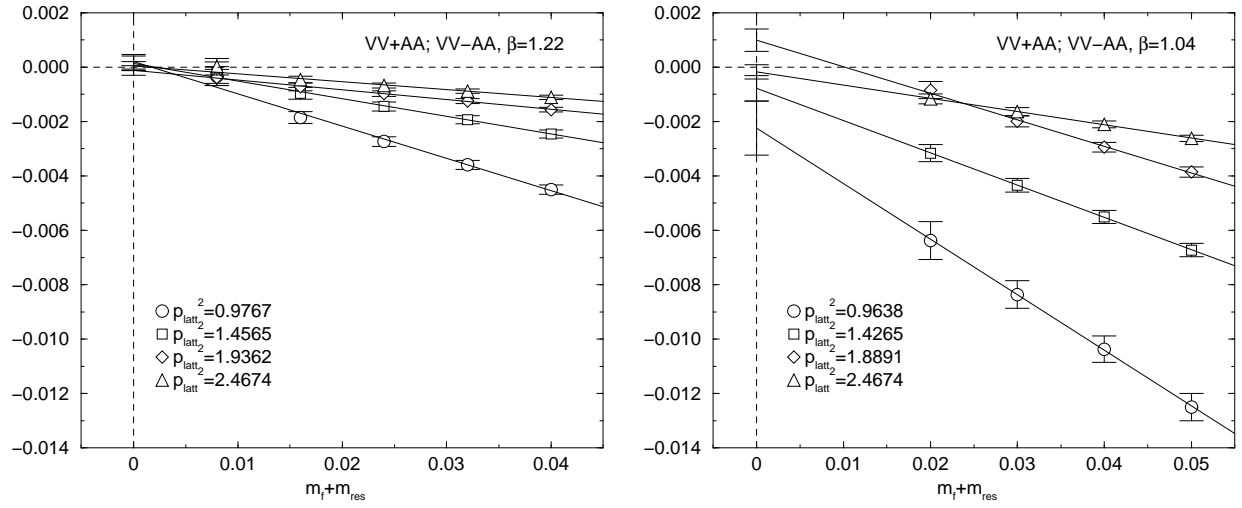 VV+AA; VV−AA, β=1.22
0.002
0.000
−0.002
−0.004
−0.006
−0.008
−0.010
−0.012
−0.014
p_latt^2=0.9767
p_latt^2=1.4565
p_latt^2=1.9362
p_latt^2=2.4674
0 0.01 0.02 0.03 0.04
m_f+m_res
VV+AA; VV−AA, β=1.04
0.002
0.000
−0.002
−0.004
−0.006
−0.008
−0.010
−0.012
−0.014
p_latt^2=0.9638
p_latt^2=1.4265
p_latt^2=1.8891
p_latt^2=2.4674
0 0.01 0.02 0.03 0.04 0.05
m_f+m_res